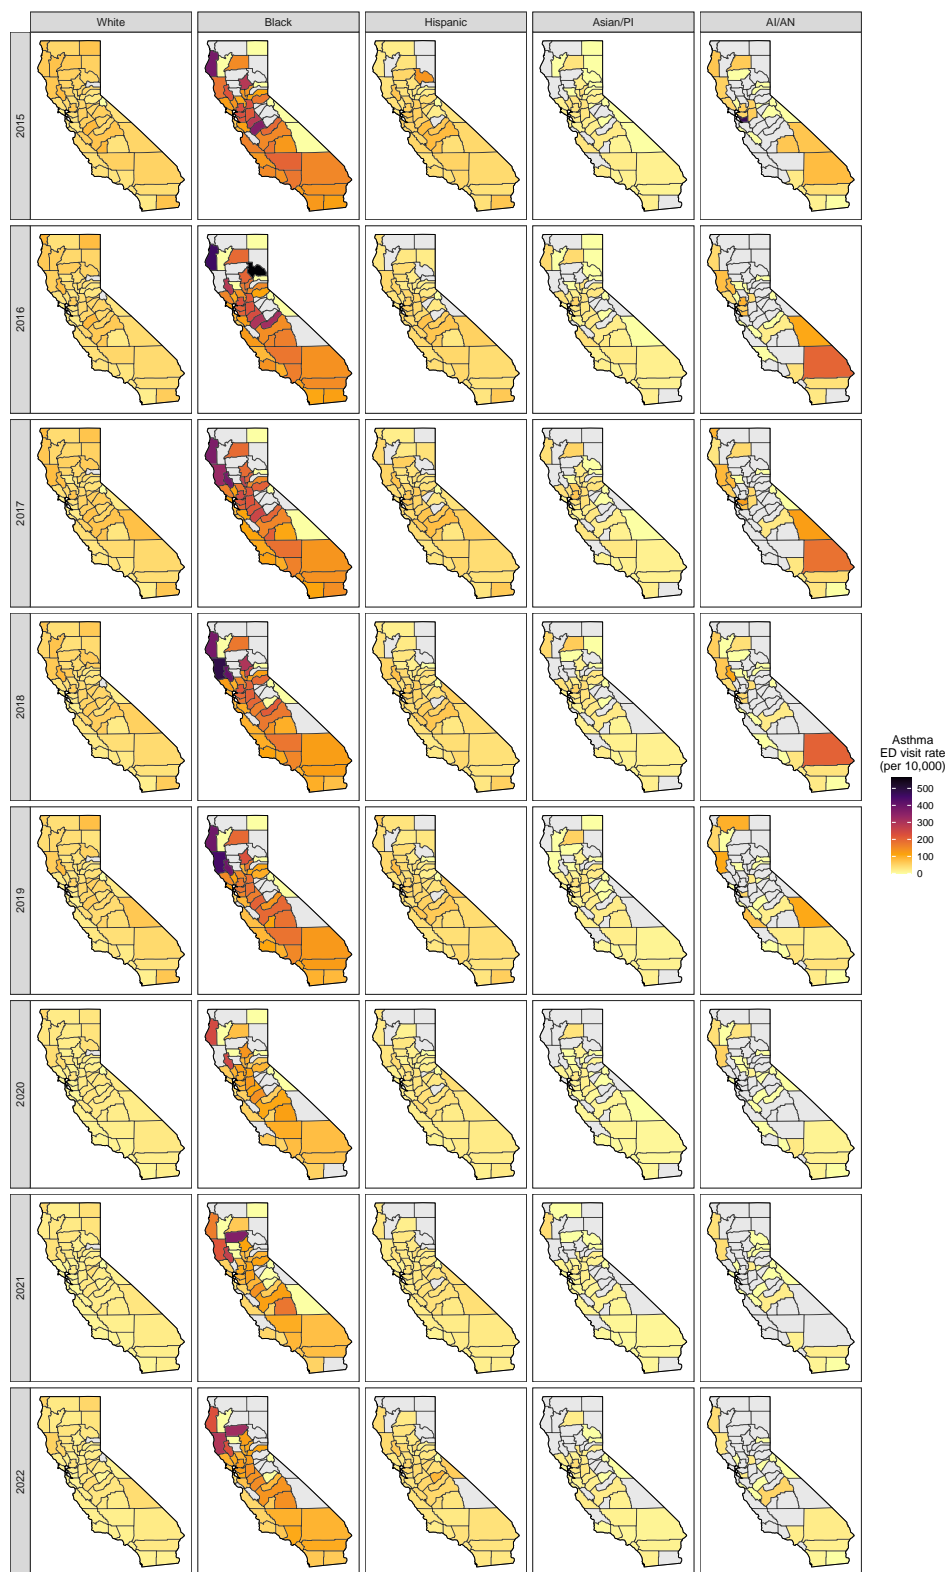 White
Black
Hispanic
Asian/PI
AI/AN
2015
2016
2017
2018
2019
2020
2021
2022
Asthma
ED visit rate
(per 10,000)
500
400
300
200
100
0